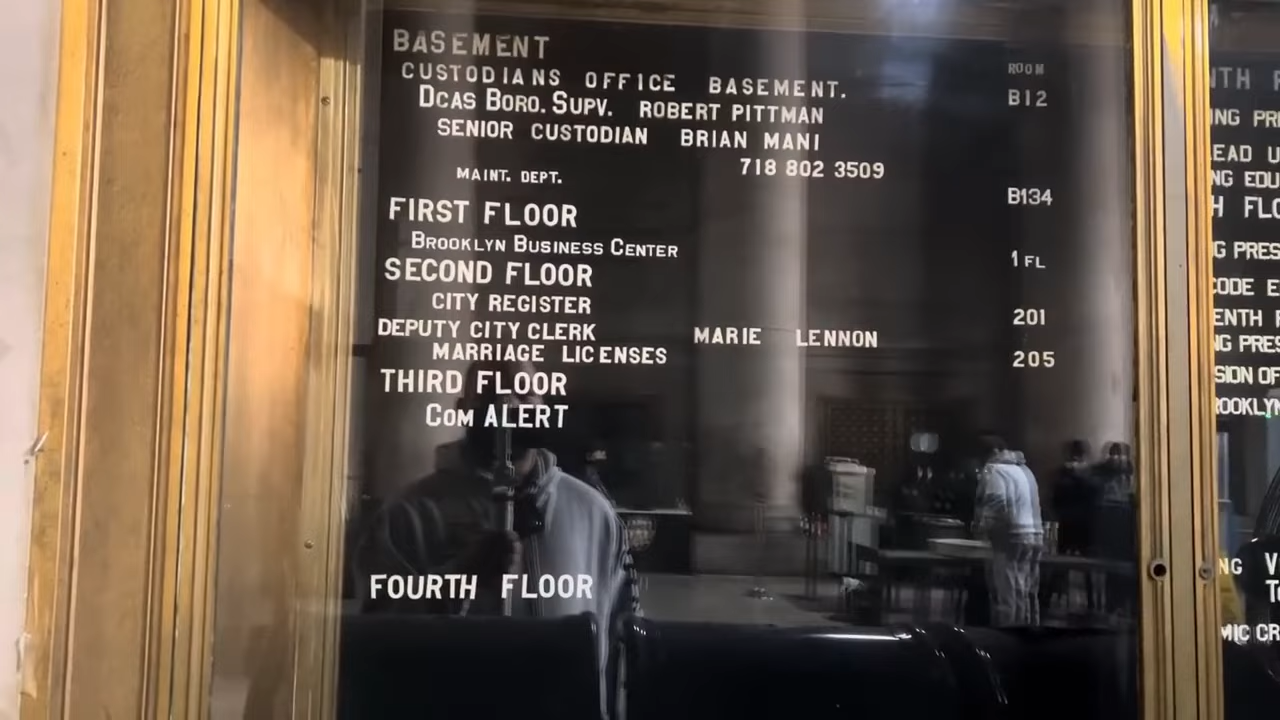 BASEMENT
ROOM
CUSTODIANS OFFICE BASEMENT. B12
DCAS BORO. SUPV. ROBERT PITTMAN
SENIOR CUSTODIAN BRIAN MANI
718 802 3509
MAINT. DEPT. B134
FIRST FLOOR
BROOKLYN BUSINESS CENTER 1 FL
SECOND FLOOR
CITY REGISTER 201
DEPUTY CITY CLERK MARIE LENNON
MARRIAGE LICENSES 205
THIRD FLOOR
COM ALERT
FOURTH FLOOR